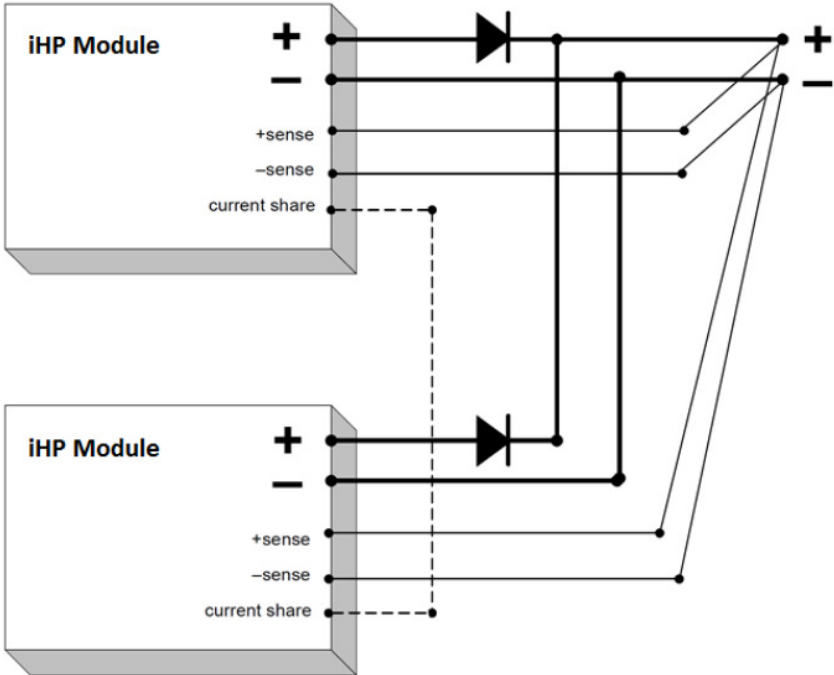 iHP Module
+
–
+sense
–sense
current share
+
–
iHP Module
+
–
+sense
–sense
current share